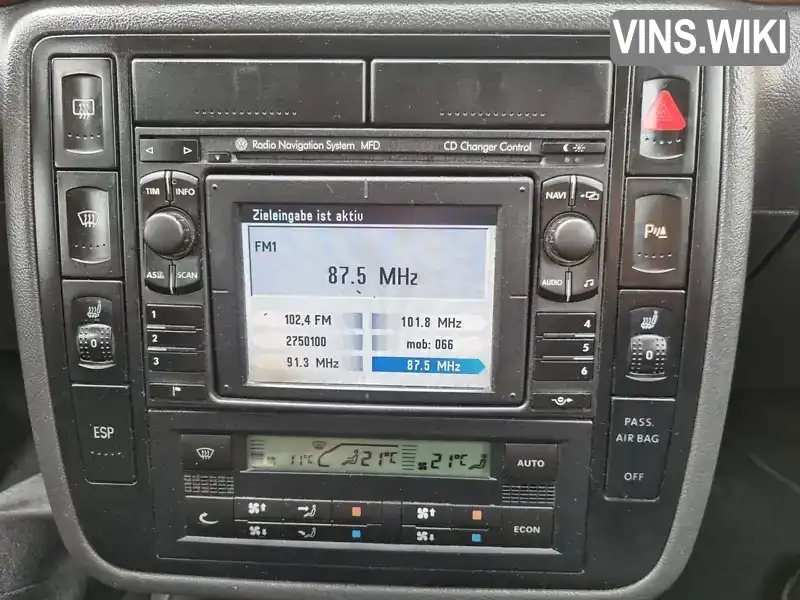 VINS.WIKI
Radio Navigation System MFD
CD Changer Control
TIM
INFO
NAVI
AS
SCAN
AUDIO
Zieleingabe ist aktiv
FM1
87.5 MHz
102,4 FM
101.8 MHz
2750100
mob: 066
91.3 MHz
87.5 MHz
1
2
3
4
5
6
0
0
P
ESP
PASS.
AIR BAG
OFF
11°C
21°C
21°C
AUTO
ECON